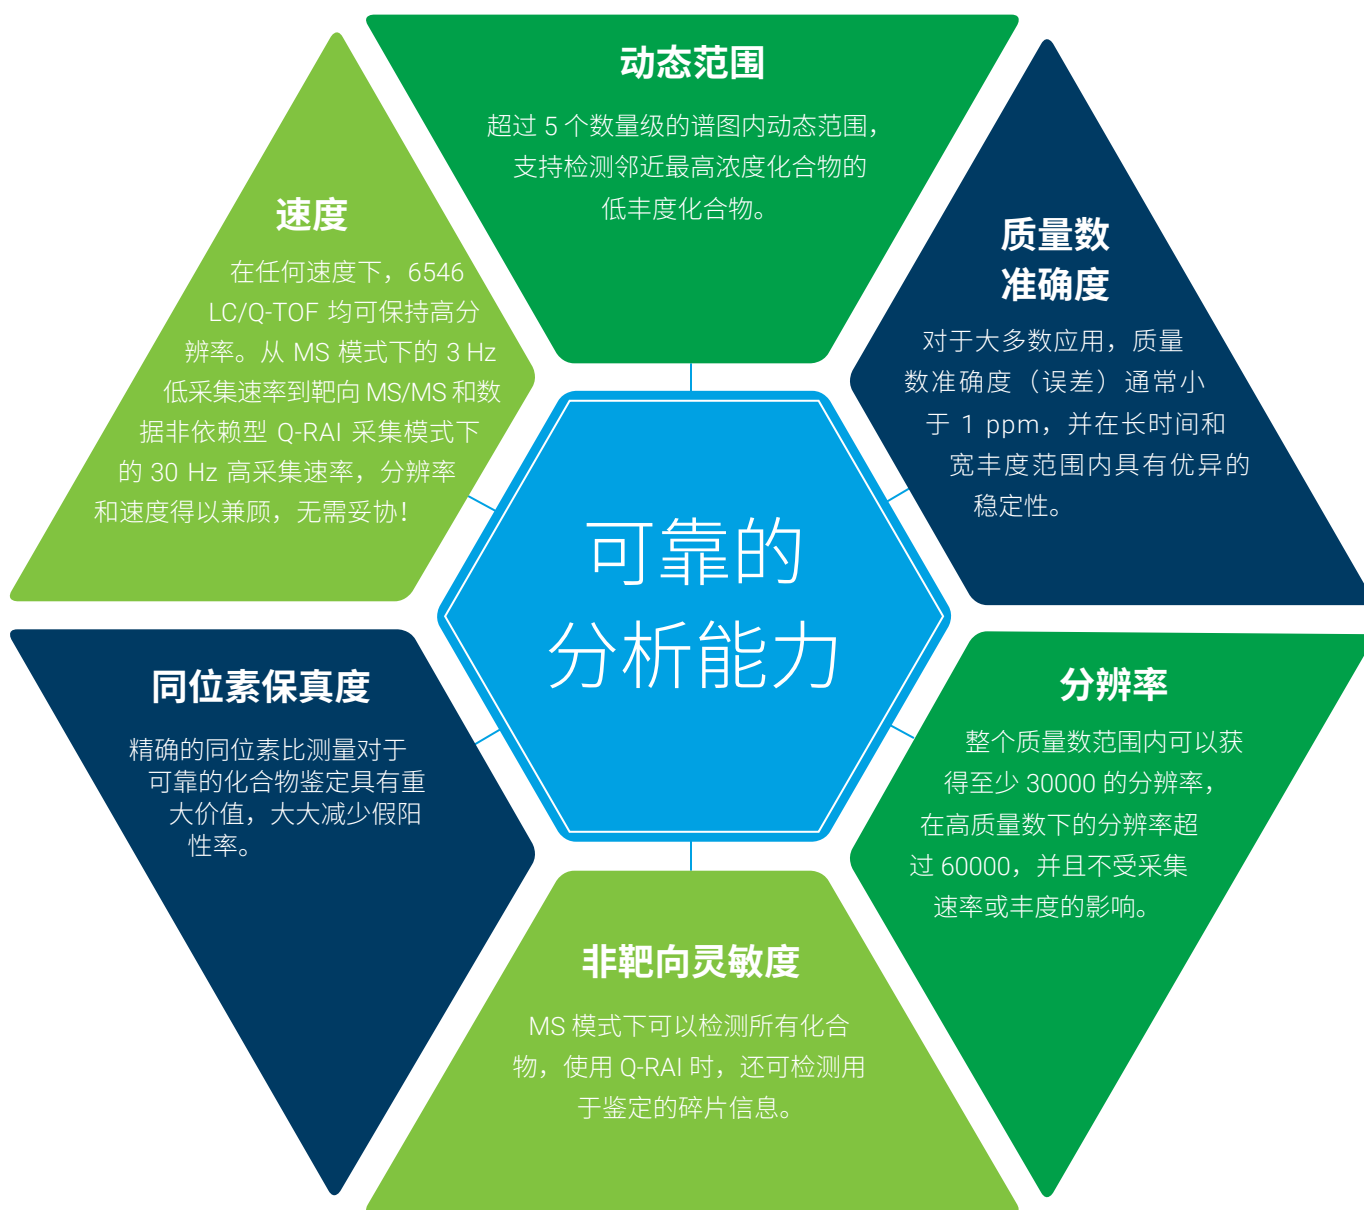 动态范围
超过 5 个数量级的谱图内动态范围，
支持检测邻近最高浓度化合物的
低丰度化合物。
速度
在任何速度下，6546
LC/Q-TOF 均可保持高分
辨率。从 MS 模式下的 3 Hz
低采集速率到靶向 MS/MS 和数
据非依赖型 Q-RAI 采集模式下
的 30 Hz 高采集速率，分辨率
和速度得以兼顾，无需妥协！
质量数
准确度
对于大多数应用，质量
数准确度（误差）通常小
于 1 ppm，并在长时间和
宽丰度范围内具有优异的
稳定性。
可靠的
分析能力
同位素保真度
精确的同位素比测量对于
可靠的化合物鉴定具有重
大价值，大大减少假阳
性率。
分辨率
整个质量数范围内可以获
得至少 30000 的分辨率，
在高质量数下的分辨率超
过 60000，并且不受采集
速率或丰度的影响。
非靶向灵敏度
MS 模式下可以检测所有化合
物，使用 Q-RAI 时，还可检测用
于鉴定的碎片信息。